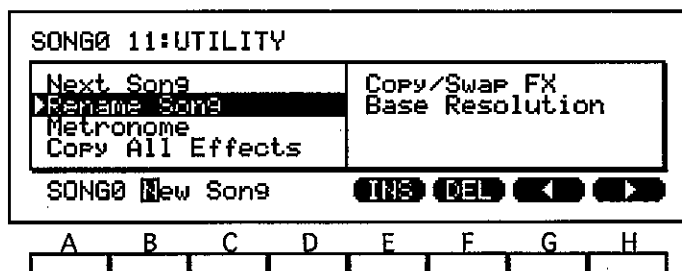 SONG0 11:UTILITY
Next Song
Rename Song
Metronome
Copy All Effects
Copy/Swap FX
Base Resolution
SONG0 New Song INS DEL
A B C D E F G H